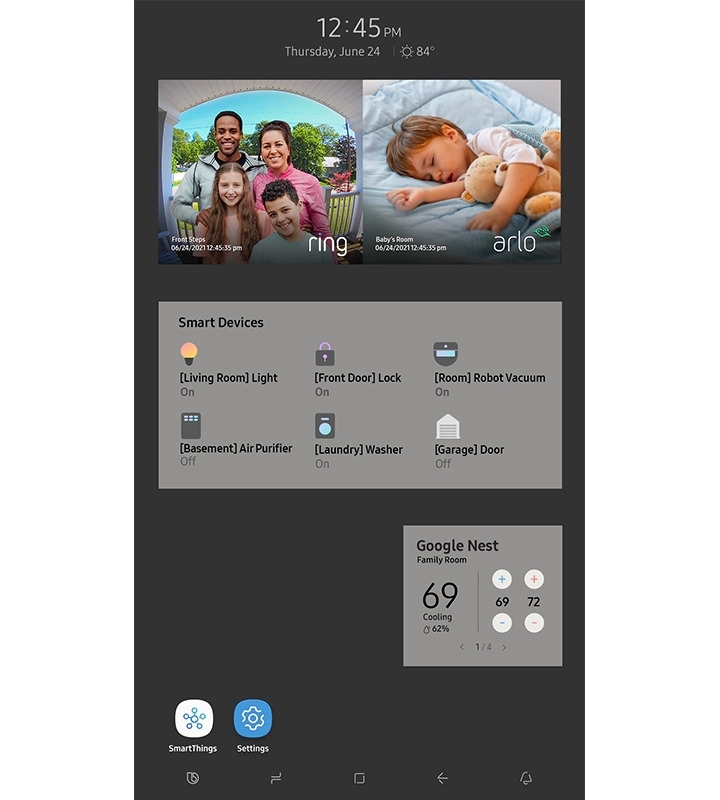 12:45 PM
Thursday, June 24 84°
Front Steps
06/24/2021 12:45:35 pm
ring
Baby's Room
06/24/2021 12:45:35 pm
arlo
Smart Devices
[Living Room] Light
On
[Front Door] Lock
On
[Room] Robot Vacuum
On
[Basement] Air Purifier
Off
[Laundry] Washer
On
[Garage] Door
Off
Google Nest
Family Room
69
Cooling
62%
+ +
69 72
- -
< 1 / 4 >
SmartThings
Settings